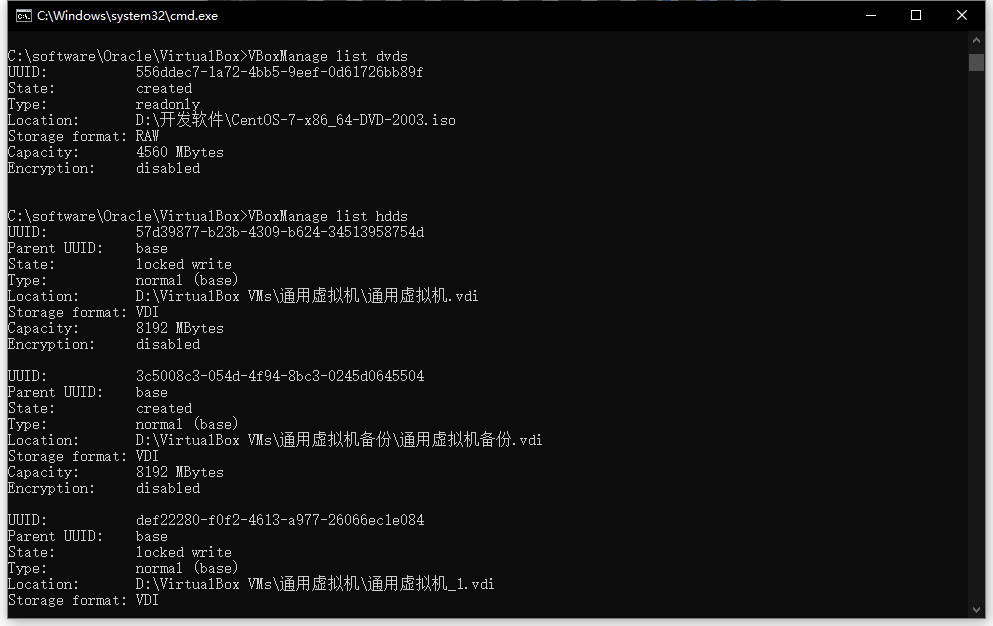 C:\Windows\system32\cmd.exe
C:\software\Oracle\VirtualBox>VBoxManage list dvds
UUID:           556ddec7-1a72-4bb5-9eef-0d61726bb89f
State:          created
Type:           readonly
Location:       D:\开发软件\CentOS-7-x86_64-DVD-2003.iso
Storage format: RAW
Capacity:       4560 MBytes
Encryption:     disabled
C:\software\Oracle\VirtualBox>VBoxManage list hdds
UUID:           57d39877-b23b-4309-b624-34513958754d
Parent UUID:    base
State:          locked write
Type:           normal (base)
Location:       D:\VirtualBox VMs\通用虚拟机\通用虚拟机.vdi
Storage format: VDI
Capacity:       8192 MBytes
Encryption:     disabled
UUID:           3c5008c3-054d-4f94-8bc3-0245d0645504
Parent UUID:    base
State:          created
Type:           normal (base)
Location:       D:\VirtualBox VMs\通用虚拟机备份\通用虚拟机备份.vdi
Storage format: VDI
Capacity:       8192 MBytes
Encryption:     disabled
UUID:           def22280-f0f2-4613-a977-26066ec1e084
Parent UUID:    base
State:          locked write
Type:           normal (base)
Location:       D:\VirtualBox VMs\通用虚拟机\通用虚拟机_1.vdi
Storage format: VDI